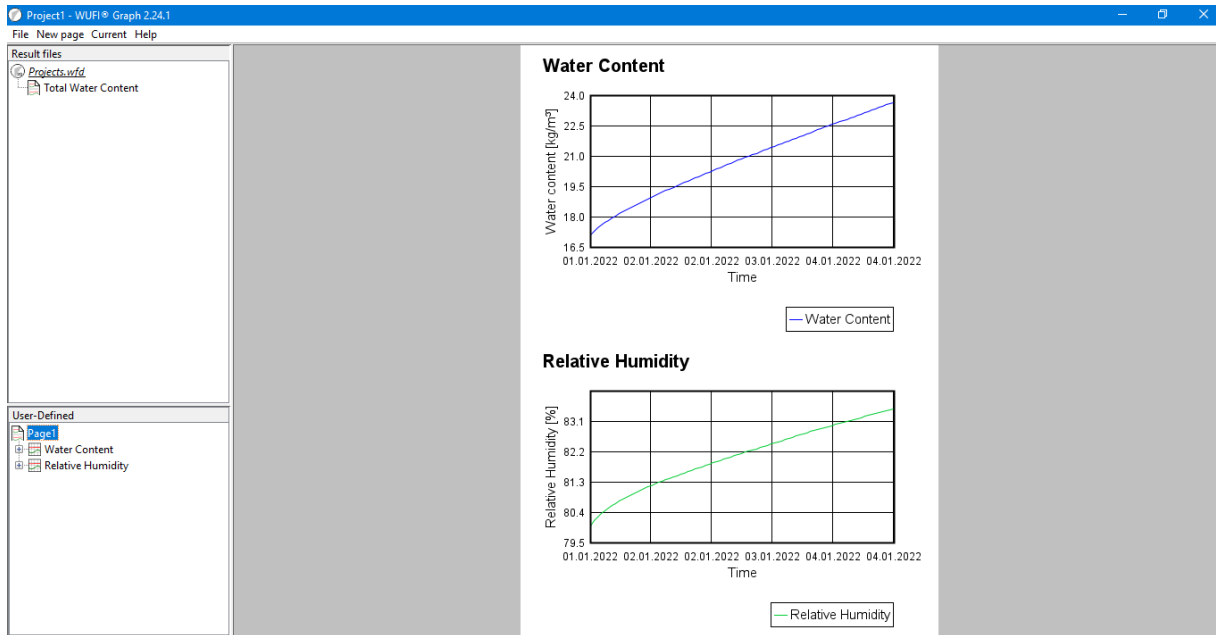 Project1 - WUFI® Graph 2.24.1
File New page Current Help
Result files
Projects.wfd
Total Water Content
User-Defined
Page1
Water Content
Relative Humidity
Water Content
Water content [kg/m³]
24.0
22.5
21.0
19.5
18.0
16.5
01.01.2022 02.01.2022 02.01.2022 03.01.2022 04.01.2022 04.01.2022
Time
Water Content
Relative Humidity
Relative Humidity [%]
83.1
82.2
81.3
80.4
79.5
01.01.2022 02.01.2022 02.01.2022 03.01.2022 04.01.2022 04.01.2022
Time
Relative Humidity